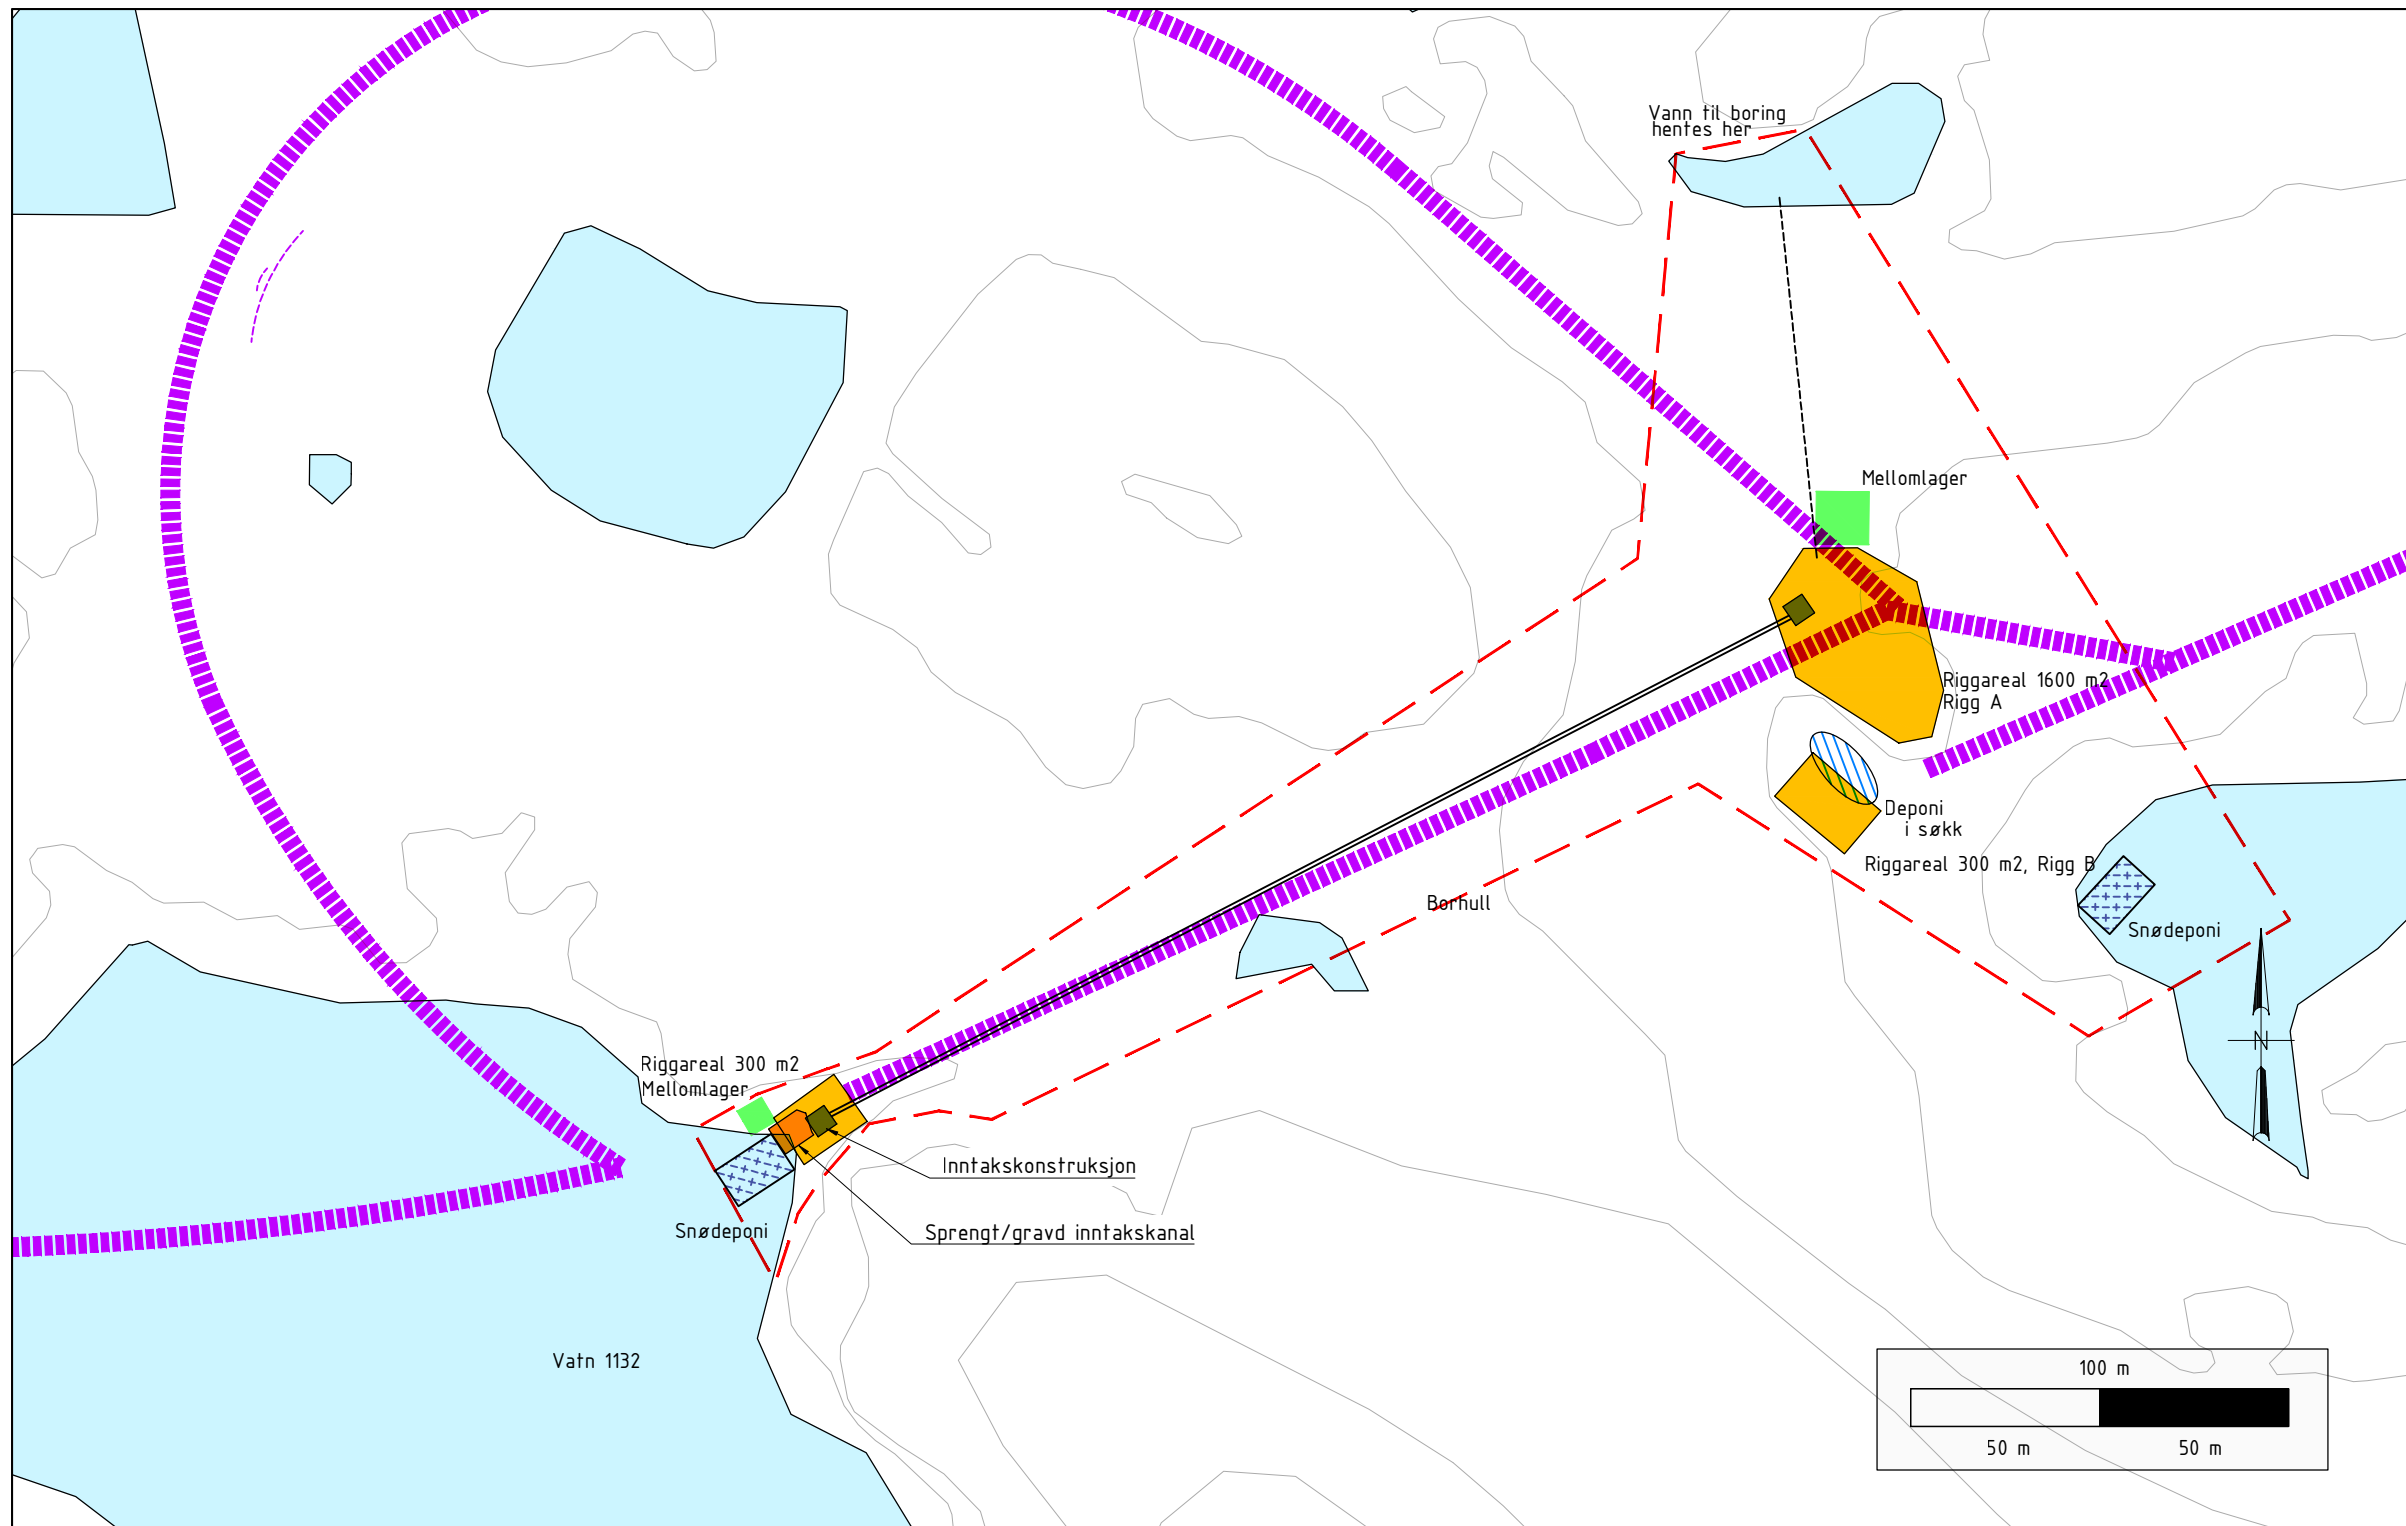 Vann til boring
hentes her
Mellomlager
Riggareal 1600 m2
Rigg A
Deponi
i søkk
Riggareal 300 m2, Rigg B
Borhull
Snødeponi
N
Riggareal 300 m2
Mellomlager
Inntakskonstruksjon
Snødeponi
Sprengt/gravd inntakskanal
Vatn 1132
100 m
50 m
50 m